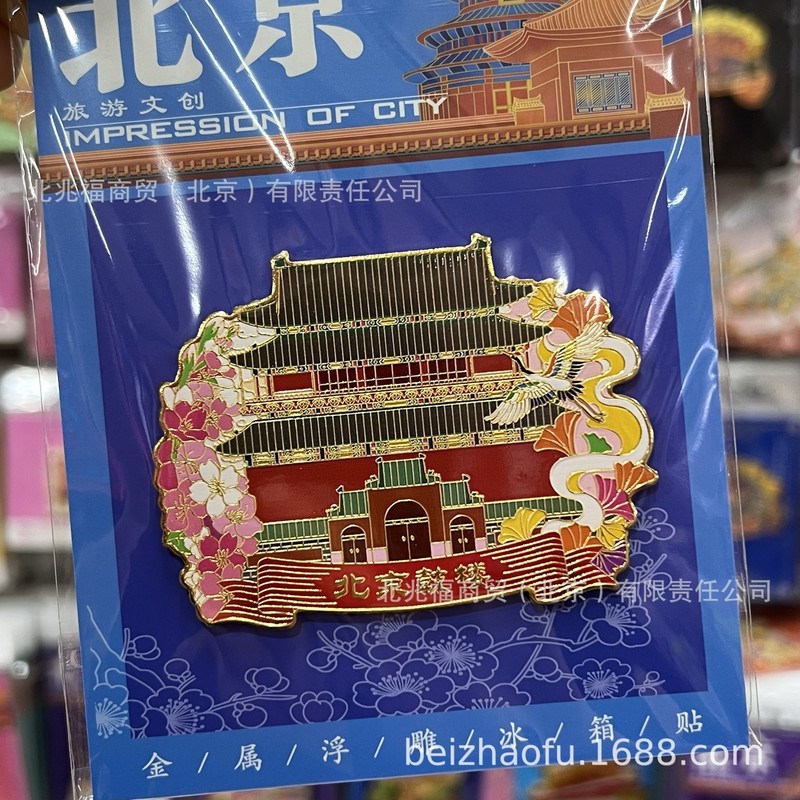 北京
旅游文创
IMPRESSION OF CITY
北兆福商贸（北京）有限责任公司
北京鼓楼
北兆福商贸（北京）有限责任公司
金/属/浮/雕/冰/箱/贴
beizhaofu.1688.com